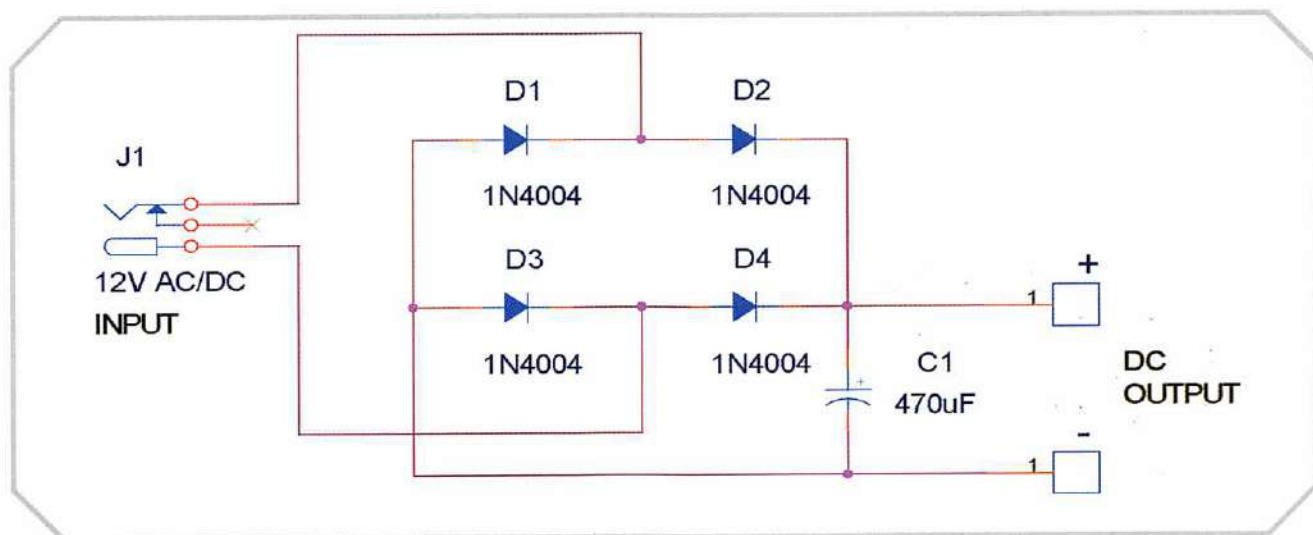 D1
D2
J1
1N4004
1N4004
12V AC/DC
INPUT
D3
D4
+
1
1N4004
1N4004
C1
470uF
+
DC
OUTPUT
-
1